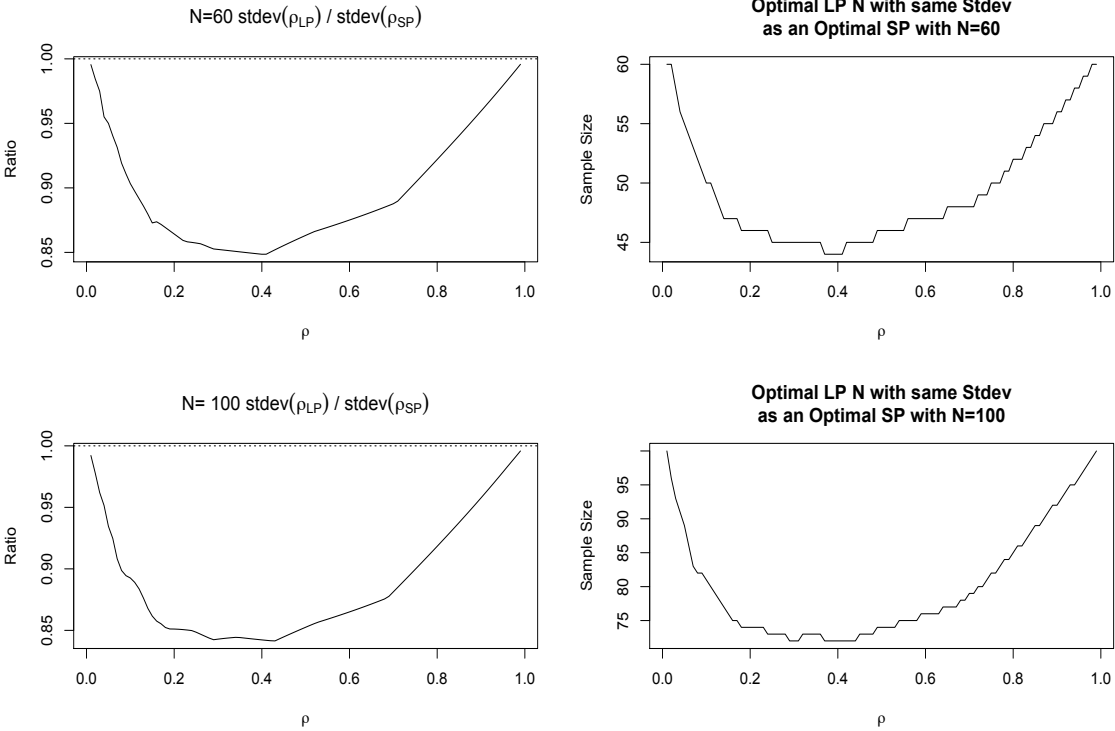 N=60 stdev(ρLP) / stdev(ρSP)
Ratio
1.00
0.95
0.90
0.85
0.0 0.2 0.4 0.6 0.8 1.0
ρ
Optimal LP N with same Stdev
as an Optimal SP with N=60
Sample Size
60
55
50
45
0.0 0.2 0.4 0.6 0.8 1.0
ρ
N= 100 stdev(ρLP) / stdev(ρSP)
Ratio
1.00
0.95
0.90
0.85
0.0 0.2 0.4 0.6 0.8 1.0
ρ
Optimal LP N with same Stdev
as an Optimal SP with N=100
Sample Size
95
90
85
80
75
0.0 0.2 0.4 0.6 0.8 1.0
ρ